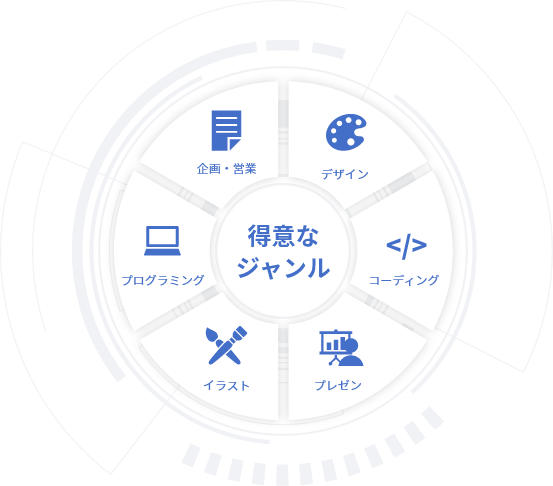 企画・営業
デザイン
得意な
ジャンル
プログラミング
</>
コーディング
イラスト
プレゼン